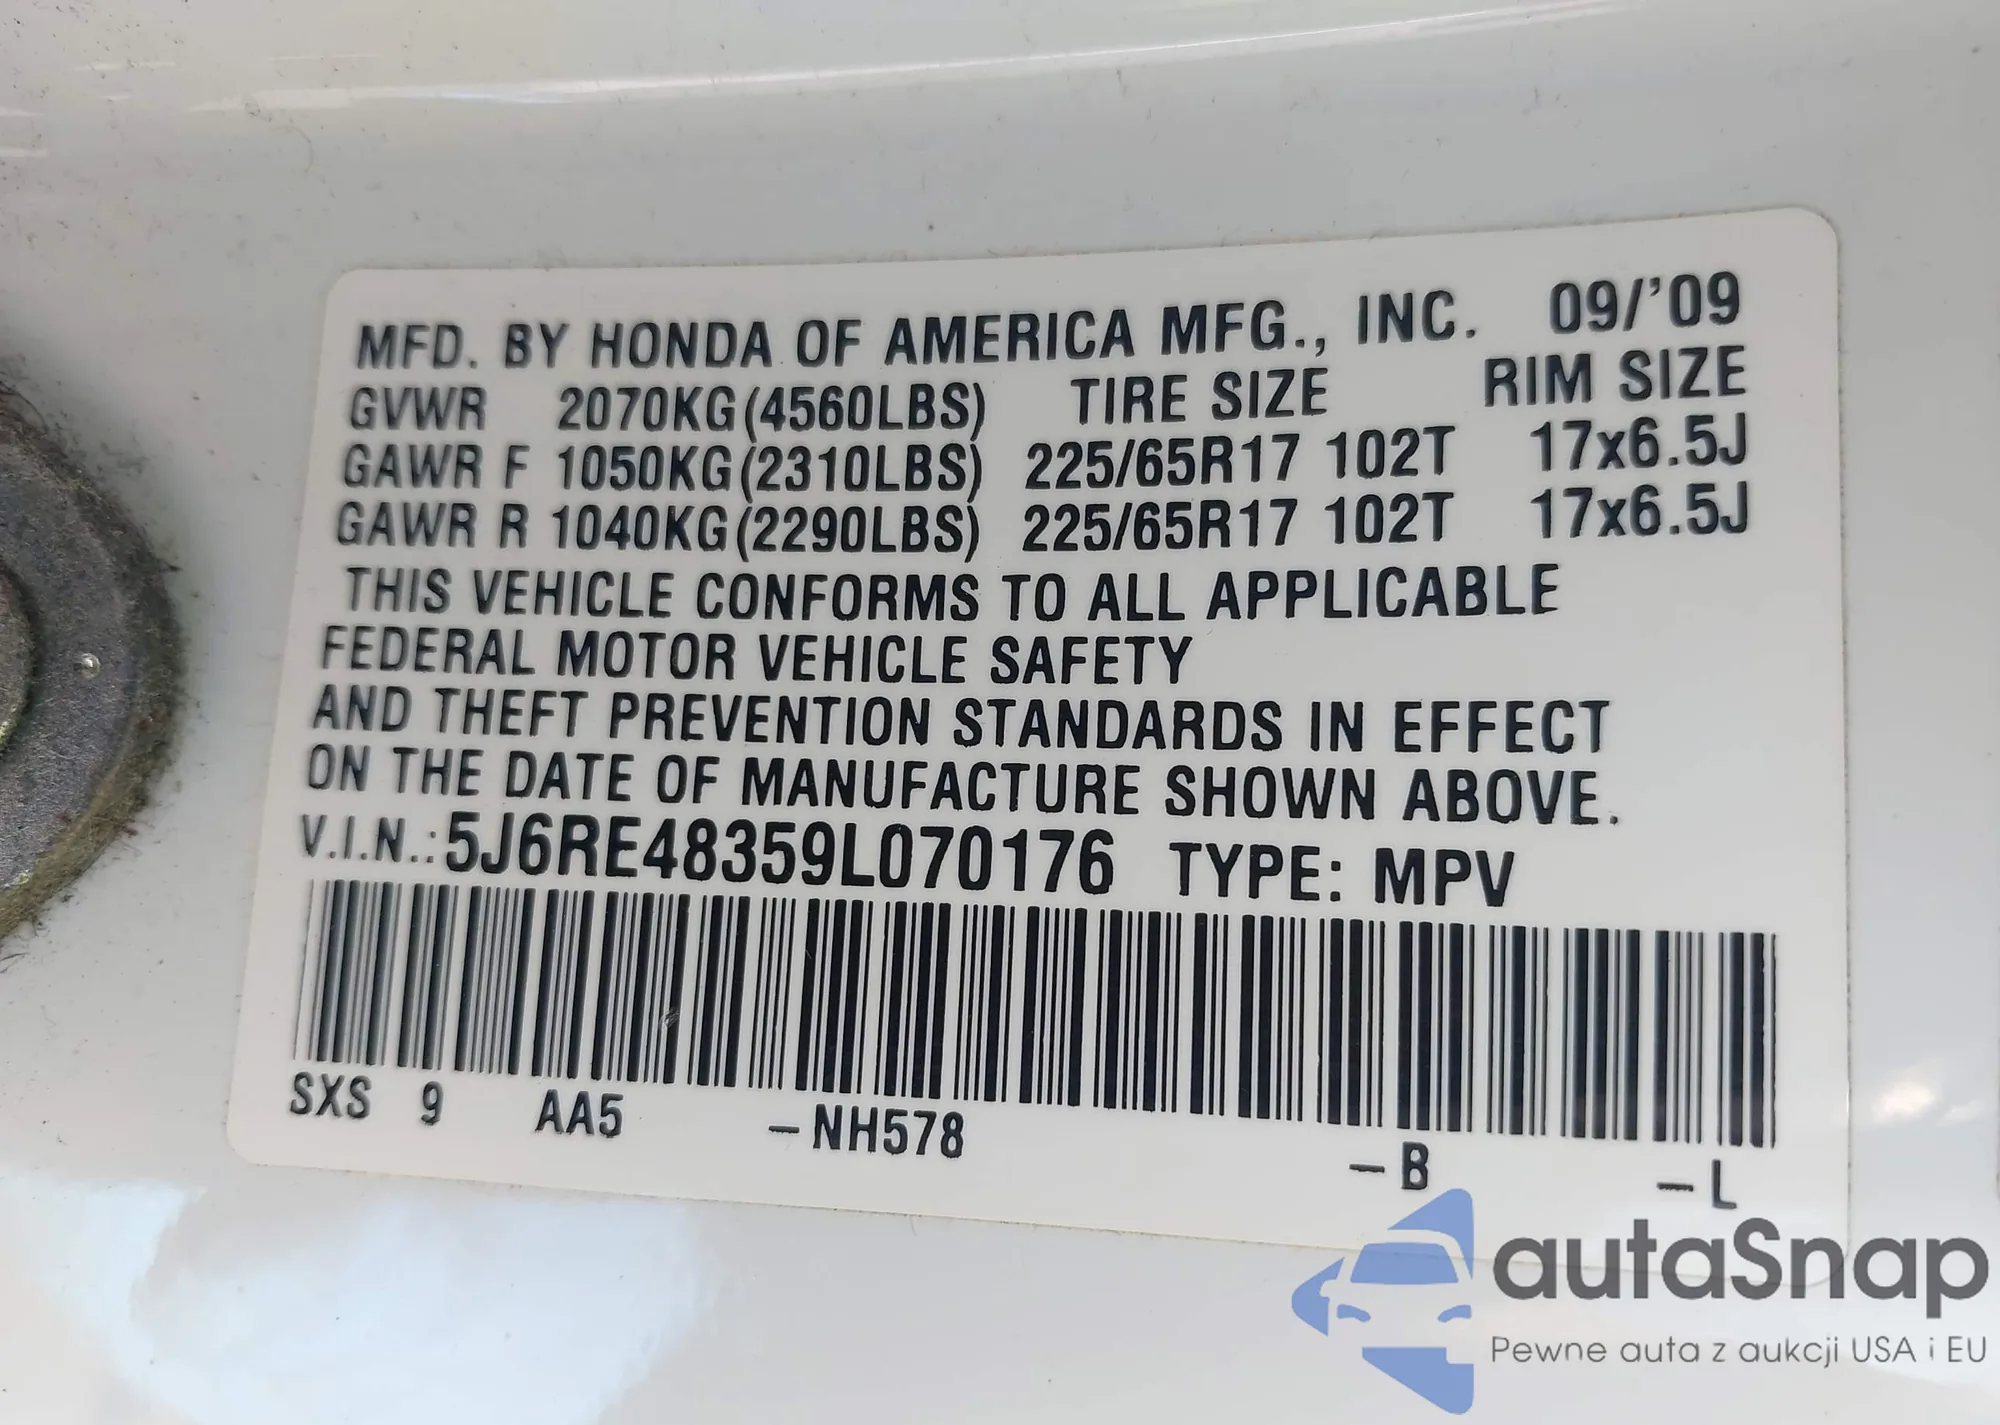 MFD. BY HONDA OF AMERICA MFG., INC. 09/'09
GVWR 2070KG(4560LBS) TIRE SIZE RIM SIZE
GAWR F 1050KG(2310LBS) 225/65R17 102T 17x6.5J
GAWR R 1040KG(2290LBS) 225/65R17 102T 17x6.5J
THIS VEHICLE CONFORMS TO ALL APPLICABLE
FEDERAL MOTOR VEHICLE SAFETY
AND THEFT PREVENTION STANDARDS IN EFFECT
ON THE DATE OF MANUFACTURE SHOWN ABOVE.
V.I.N.: 5J6RE48359L070176 TYPE: MPV
SXS 9 AA5 –NH578 –B –L
autaSnap
Pewne auta z aukcji USA i EU